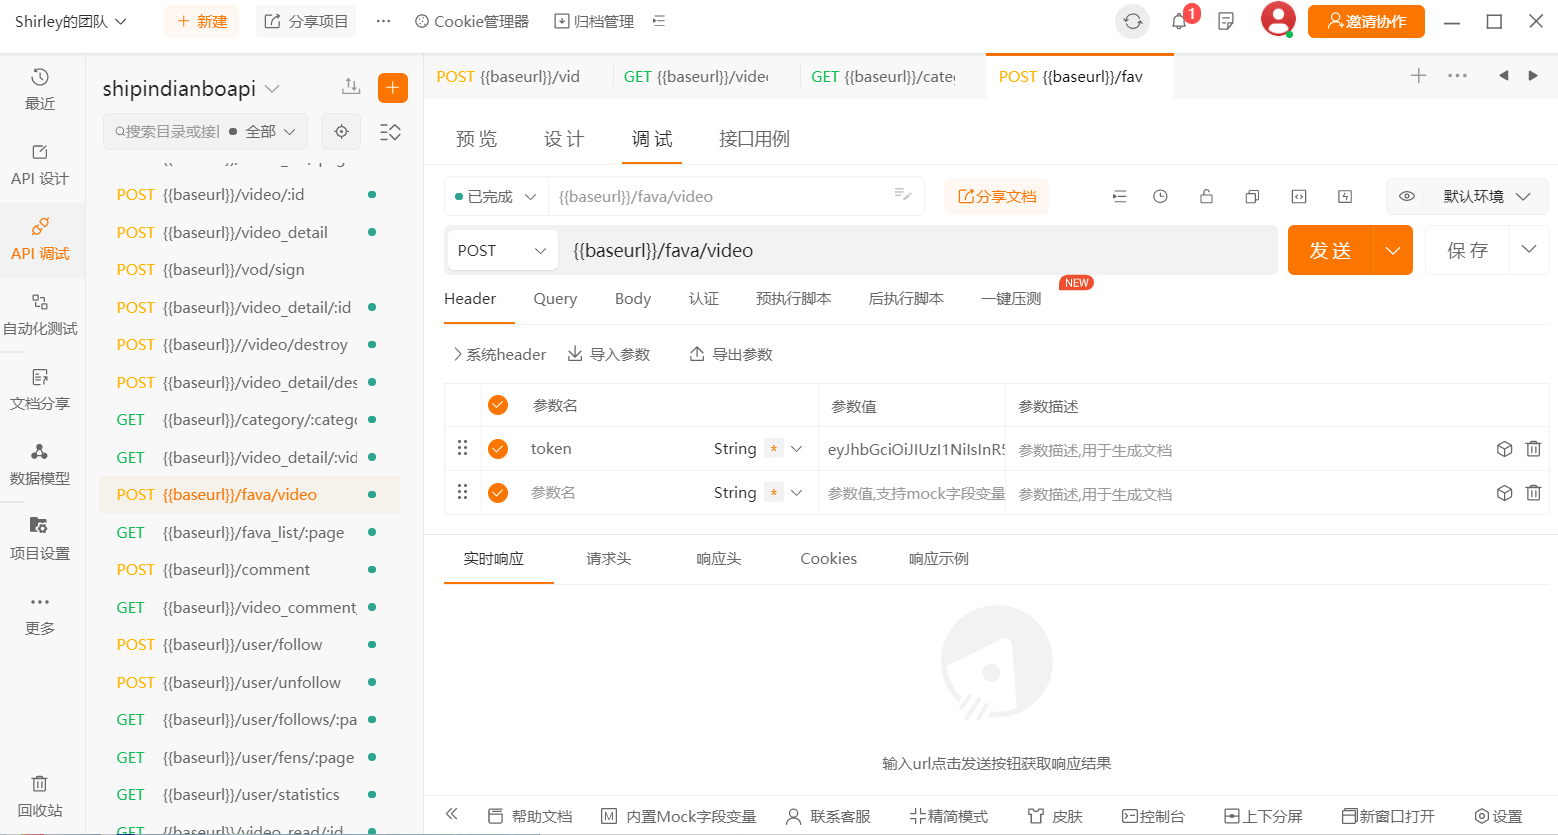 Shirley的团队 新建 分享项目 ··· Cookie管理器 归档管理 1 邀请协作
最近
API 设计
API 调试
自动化测试
文档分享
数据模型
项目设置
更多
回收站
shipindianboapi
搜索目录或接 全部
POST {{baseurl}}/video/:id
POST {{baseurl}}/video_detail
POST {{baseurl}}/vod/sign
POST {{baseurl}}/video_detail/:id
POST {{baseurl}}//video/destroy
POST {{baseurl}}/video_detail/des
GET {{baseurl}}/category/:catego
GET {{baseurl}}/video_detail/:vid
POST {{baseurl}}/fava/video
GET {{baseurl}}/fava_list/:page
POST {{baseurl}}/comment
GET {{baseurl}}/video_comment_
POST {{baseurl}}/user/follow
POST {{baseurl}}/user/unfollow
GET {{baseurl}}/user/follows/:pa
GET {{baseurl}}/user/fens/:page
GET {{baseurl}}/user/statistics
GET {{baseurl}}/video_read/:id
POST {{baseurl}}/vid GET {{baseurl}}/vide GET {{baseurl}}/cate POST {{baseurl}}/fav
预览 设计 调试 接口用例
已完成 {{baseurl}}/fava/video 分享文档 默认环境
POST {{baseurl}}/fava/video 发送 保存
Header Query Body 认证 预执行脚本 后执行脚本 一键压测 NEW
系统header 导入参数 导出参数
参数名 参数值 参数描述
token String * eyJhbGciOiJIUzI1NiIsInR5 参数描述,用于生成文档
参数名 String * 参数值,支持mock字段变量 参数描述,用于生成文档
实时响应 请求头 响应头 Cookies 响应示例
输入url点击发送按钮获取响应结果
帮助文档 M 内置Mock字段变量 联系客服 精简模式 皮肤 控制台 上下分屏 新窗口打开 设置